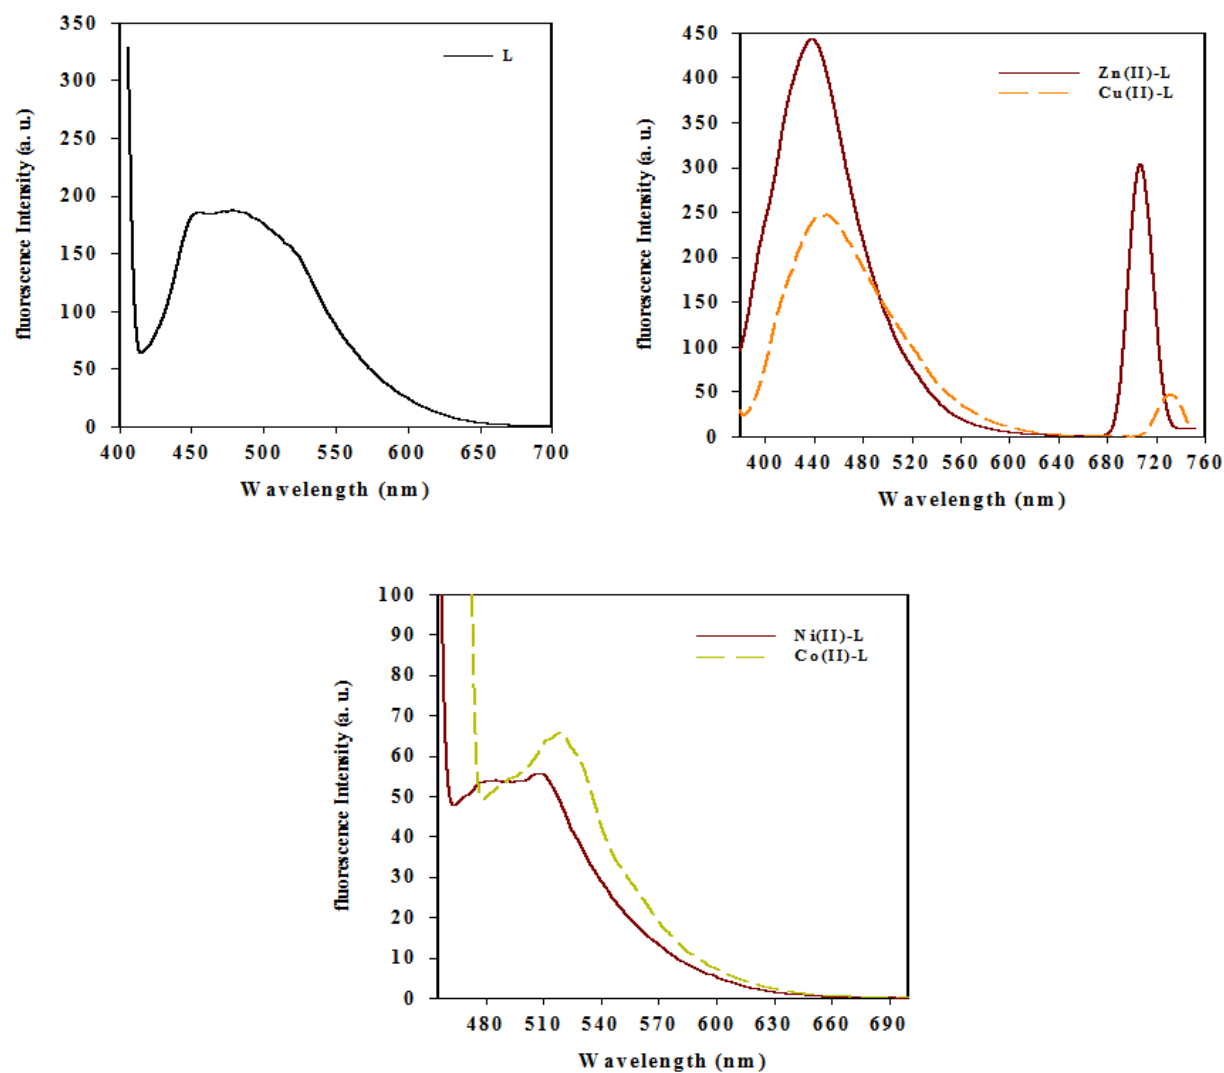 350
300
250
200
150
100
50
0
fluorescence Intensity (a. u.)
L
400 450 500 550 600 650 700
Wavelength (nm)
450
400
350
300
250
200
150
100
50
0
fluorescence Intensity (a. u.)
Zn(II)-L
Cu(II)-L
400 440 480 520 560 600 640 680 720 760
Wavelength (nm)
100
90
80
70
60
50
40
30
20
10
0
fluorescence Intensity (a. u.)
Ni(II)-L
Co(II)-L
480 510 540 570 600 630 660 690
Wavelength (nm)